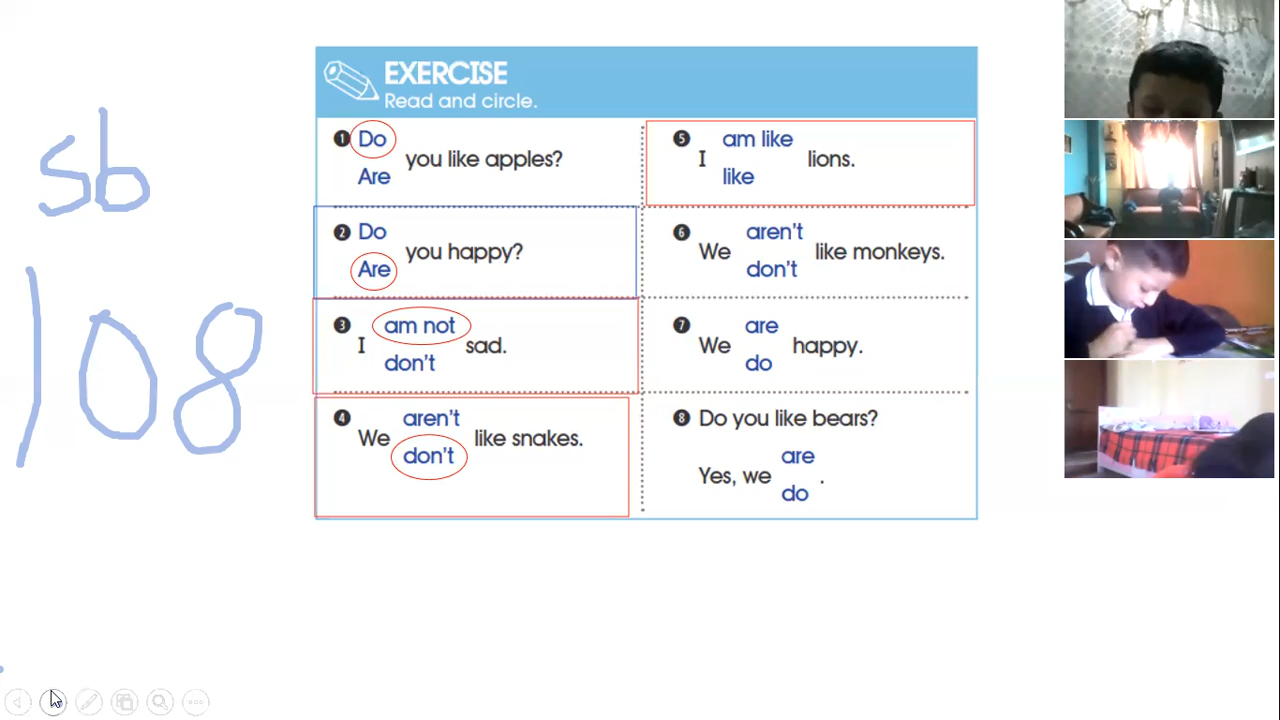 sb
108
EXERCISE
Read and circle.
1 Do
Are
you like apples?
2 Do
Are
you happy?
3 I
am not
don't
sad.
4 We
aren't
don't
like snakes.
5 I
am like
like
lions.
6 We
aren't
don't
like monkeys.
7 We
are
do
happy.
8 Do you like bears?
Yes, we
are
do
.